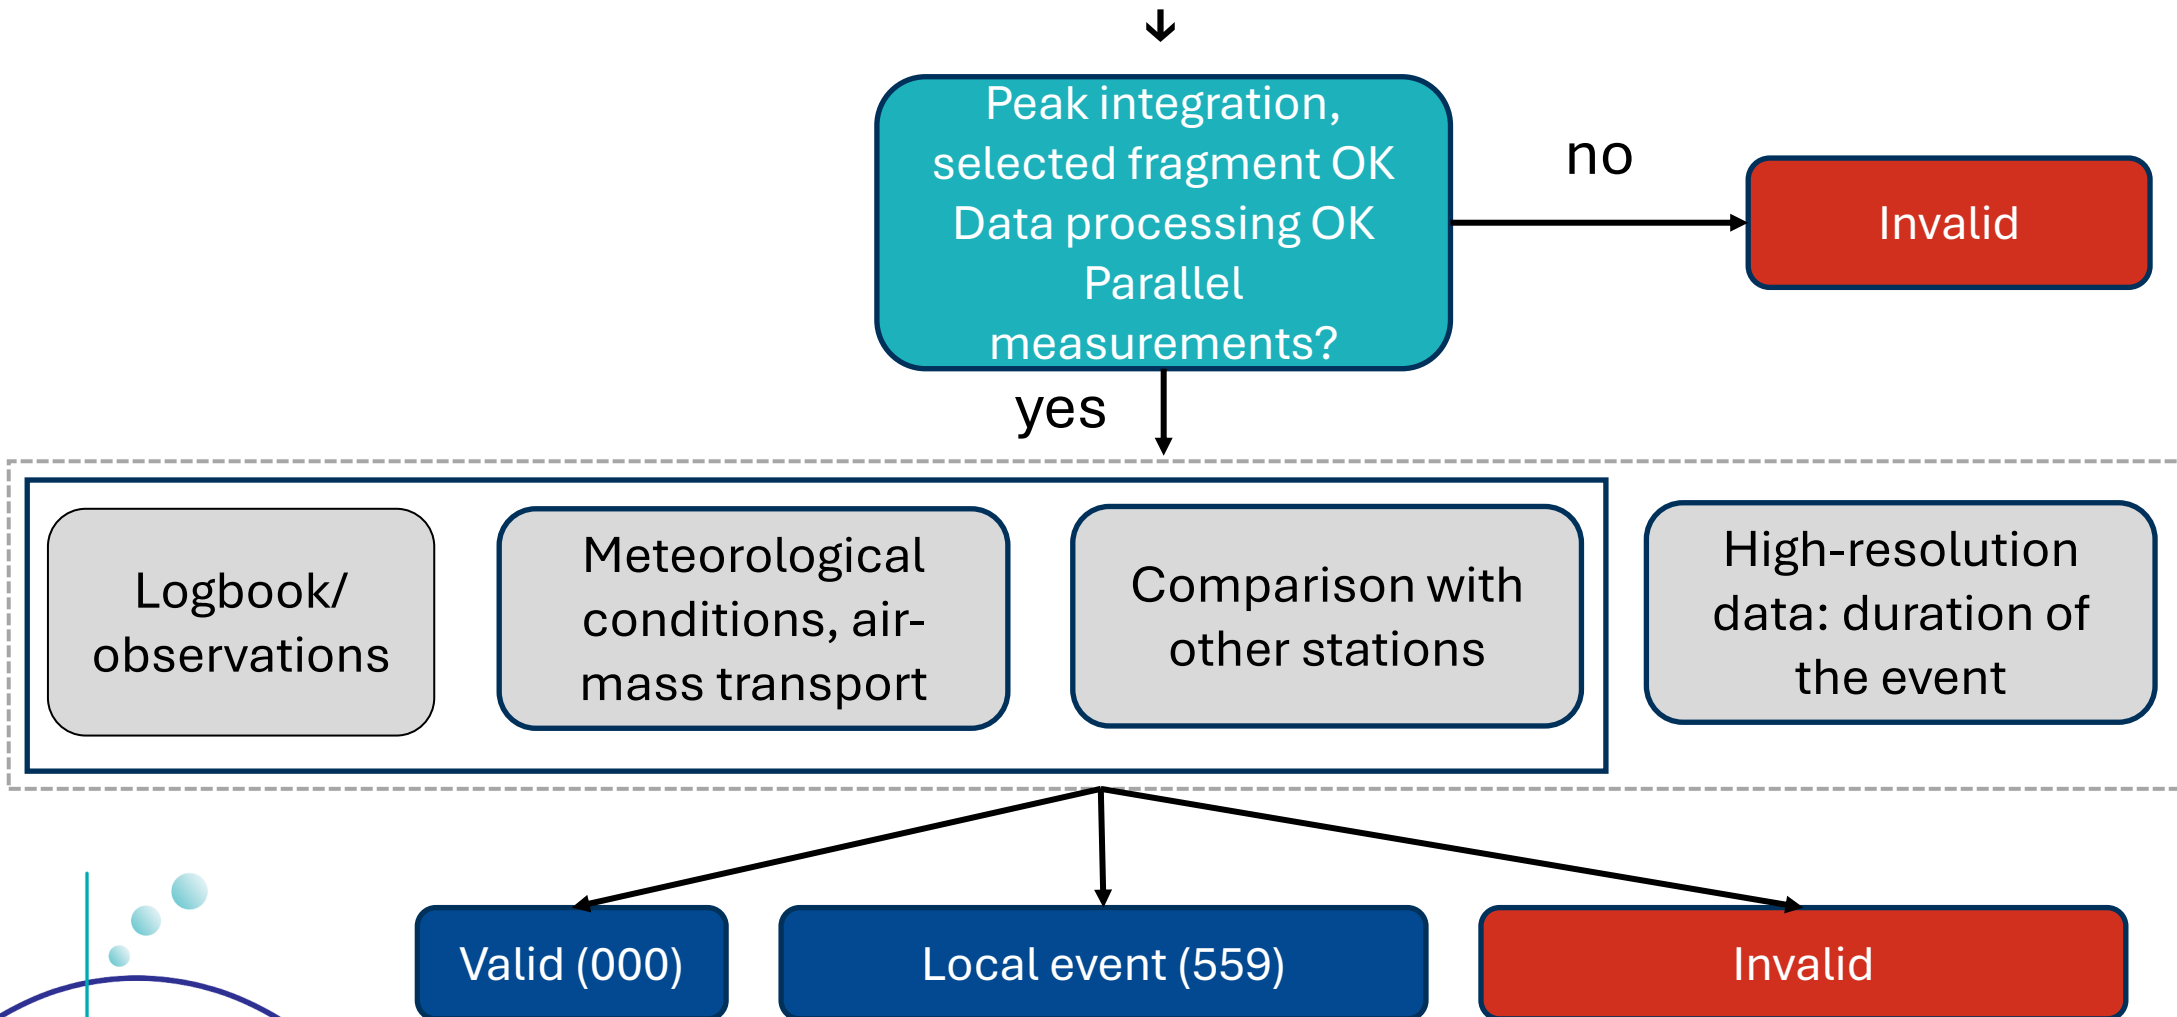 Peak integration,
selected fragment OK
Data processing OK
Parallel
measurements?
no
Invalid
yes
Logbook/
observations
Meteorological
conditions, air-
mass transport
Comparison with
other stations
High-resolution
data: duration of
the event
Valid (000)
Local event (559)
Invalid